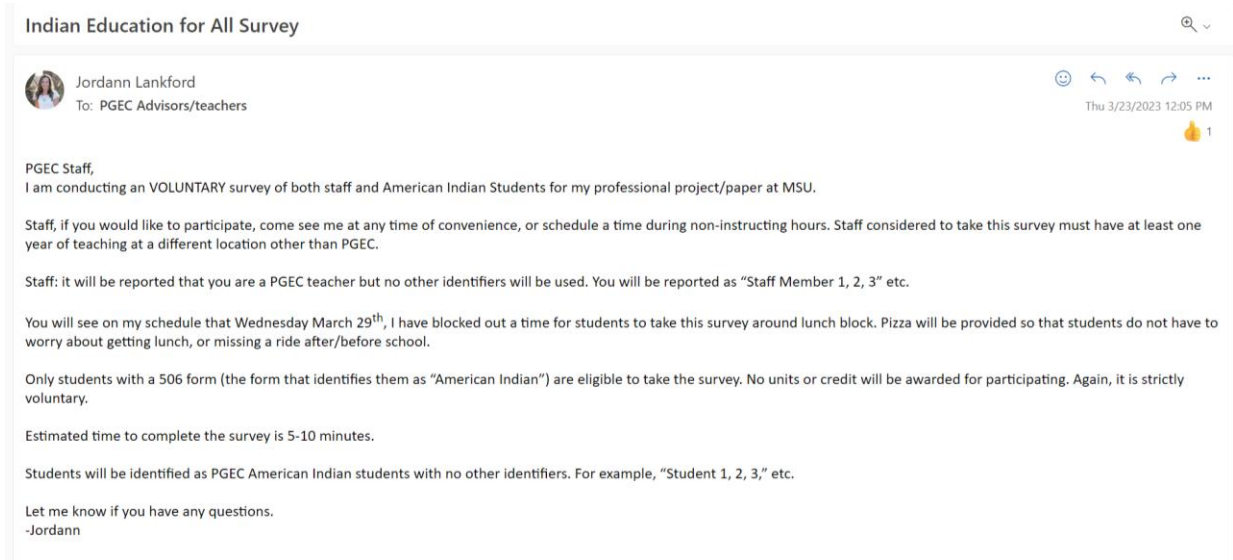 Indian Education for All Survey
Jordann Lankford
To: PGEC Advisors/teachers
Thu 3/23/2023 12:05 PM
👍 1
PGEC Staff,
I am conducting an VOLUNTARY survey of both staff and American Indian Students for my professional project/paper at MSU.
Staff, if you would like to participate, come see me at any time of convenience, or schedule a time during non-instructing hours. Staff considered to take this survey must have at least one
year of teaching at a different location other than PGEC.
Staff: it will be reported that you are a PGEC teacher but no other identifiers will be used. You will be reported as “Staff Member 1, 2, 3” etc.
You will see on my schedule that Wednesday March 29th, I have blocked out a time for students to take this survey around lunch block. Pizza will be provided so that students do not have to
worry about getting lunch, or missing a ride after/before school.
Only students with a 506 form (the form that identifies them as “American Indian”) are eligible to take the survey. No units or credit will be awarded for participating. Again, it is strictly
voluntary.
Estimated time to complete the survey is 5-10 minutes.
Students will be identified as PGEC American Indian students with no other identifiers. For example, “Student 1, 2, 3,” etc.
Let me know if you have any questions.
-Jordann